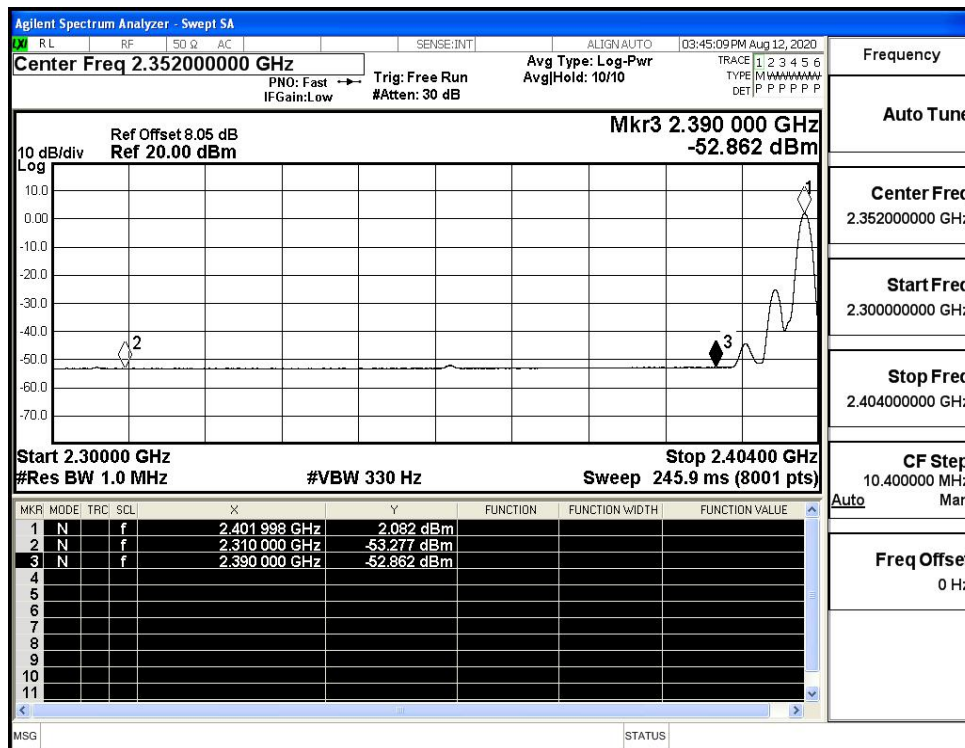 Agilent Spectrum Analyzer - Swept SA
LXI RL RF 50 Ω AC SENSE:INT ALIGN AUTO 03:45:09 PM Aug 12, 2020
Center Freq 2.352000000 GHz
PNO: Fast
IFGain:Low
Trig: Free Run
#Atten: 30 dB
Avg Type: Log-Pwr
Avg|Hold: 10/10
TRACE 1 2 3 4 5 6
TYPE M
DET P P P P P P
Mkr3 2.390 000 GHz
-52.862 dBm
Ref Offset 8.05 dB
10 dB/div Ref 20.00 dBm
Log
10.0
0.00
-10.0
-20.0
-30.0
-40.0
-50.0
-60.0
-70.0
1
2
3
Start 2.30000 GHz Stop 2.40400 GHz
#Res BW 1.0 MHz #VBW 330 Hz Sweep 245.9 ms (8001 pts)
MKR MODE TRC SCL X Y FUNCTION FUNCTION WIDTH FUNCTION VALUE
1 N f 2.401 998 GHz 2.082 dBm
2 N f 2.310 000 GHz -53.277 dBm
3 N f 2.390 000 GHz -52.862 dBm
4
5
6
7
8
9
10
11
MSG STATUS
Frequency
Auto Tune
Center Freq
2.352000000 GHz
Start Freq
2.300000000 GHz
Stop Freq
2.404000000 GHz
CF Step
10.400000 MHz
Auto Man
Freq Offset
0 Hz